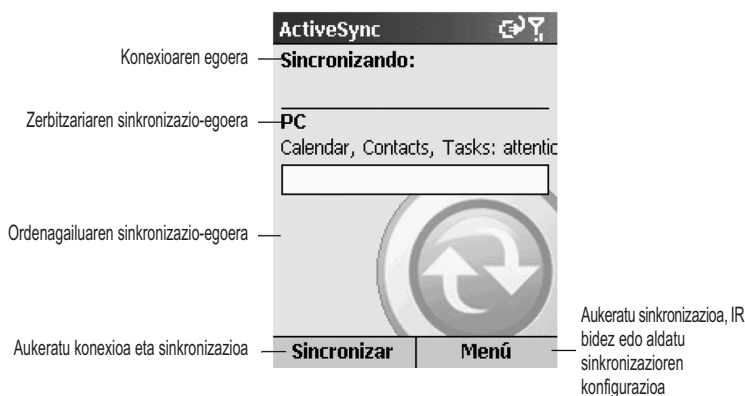 ActiveSync
Konexioaren egoera
Sincronizando:
Zerbitzariaren sinkronizazio-egoera
PC
Calendar, Contacts, Tasks: attentic
Ordenagailuaren sinkronizazio-egoera
Aukeratu konexioa eta sinkronizazioa
Sincronizar
Menú
Aukeratu sinkronizazioa, IR
bidez edo aldatu
sinkronizazioren
konfigurazioa